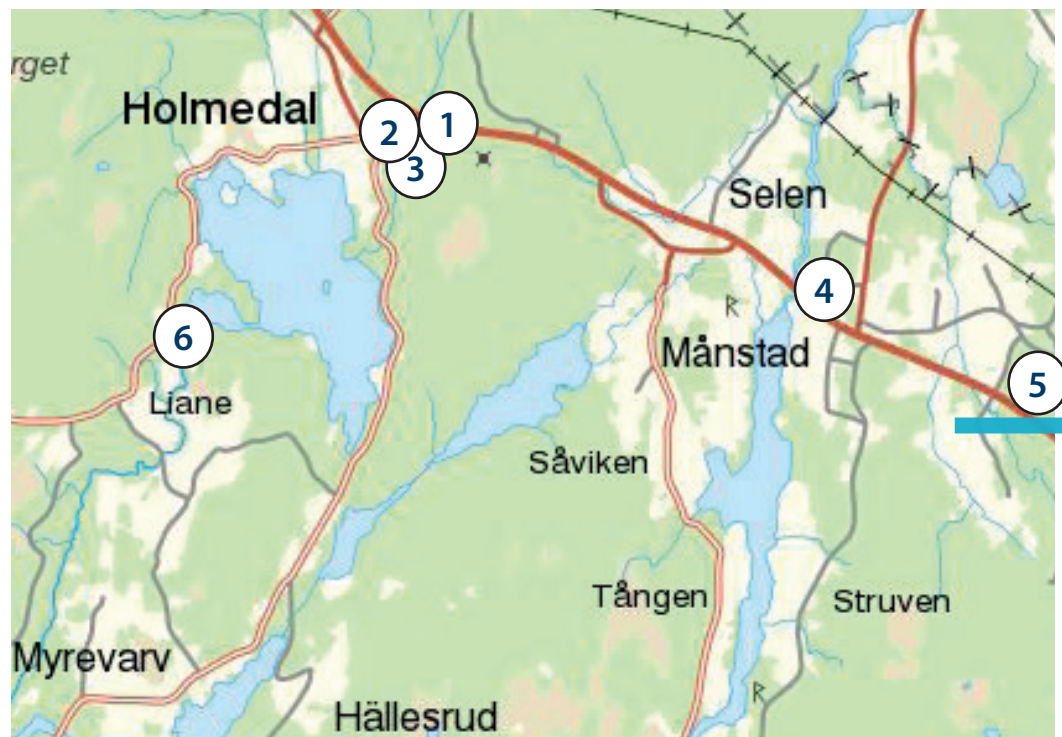 rget
Holmedal
1
2
3
Selen
4
6
Månstad
5
Liane
Såviken
Tången
Struven
Myrevarv
Hällesrud
R
R